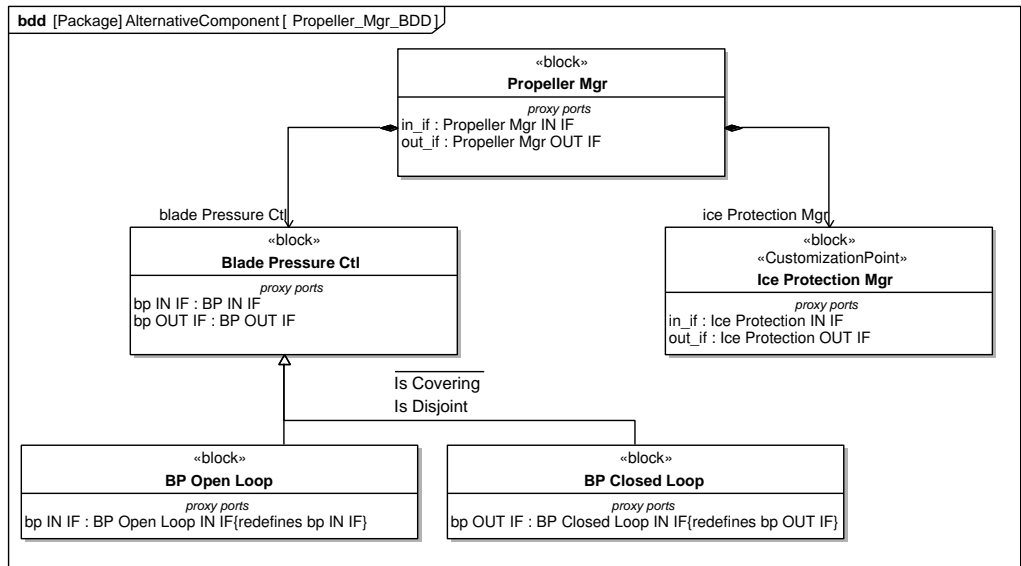 bdd [Package] AlternativeComponent [ Propeller_Mgr_BDD ]
«block»
Propeller Mgr
proxy ports
in_if : Propeller Mgr IN IF
out_if : Propeller Mgr OUT IF
blade Pressure Ctl
ice Protection Mgr
«block»
Blade Pressure Ctl
proxy ports
bp IN IF : BP IN IF
bp OUT IF : BP OUT IF
«block»
«CustomizationPoint»
Ice Protection Mgr
proxy ports
in_if : Ice Protection IN IF
out_if : Ice Protection OUT IF
Is Covering
Is Disjoint
«block»
BP Open Loop
proxy ports
bp IN IF : BP Open Loop IN IF{redefines bp IN IF}
«block»
BP Closed Loop
proxy ports
bp OUT IF : BP Closed Loop IN IF{redefines bp OUT IF}